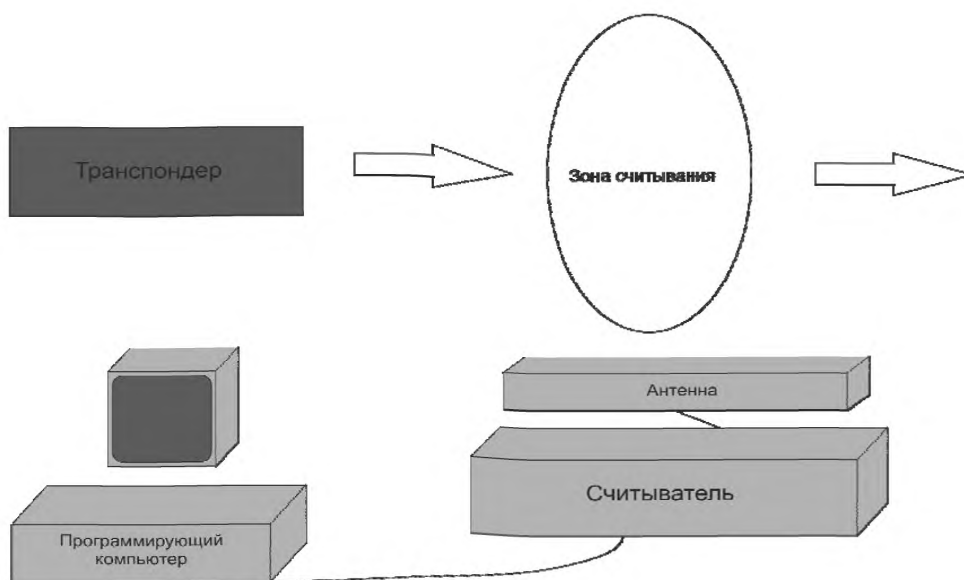 Транспондер
Зона считывания
Антенна
Считыватель
Программирующий
компьютер